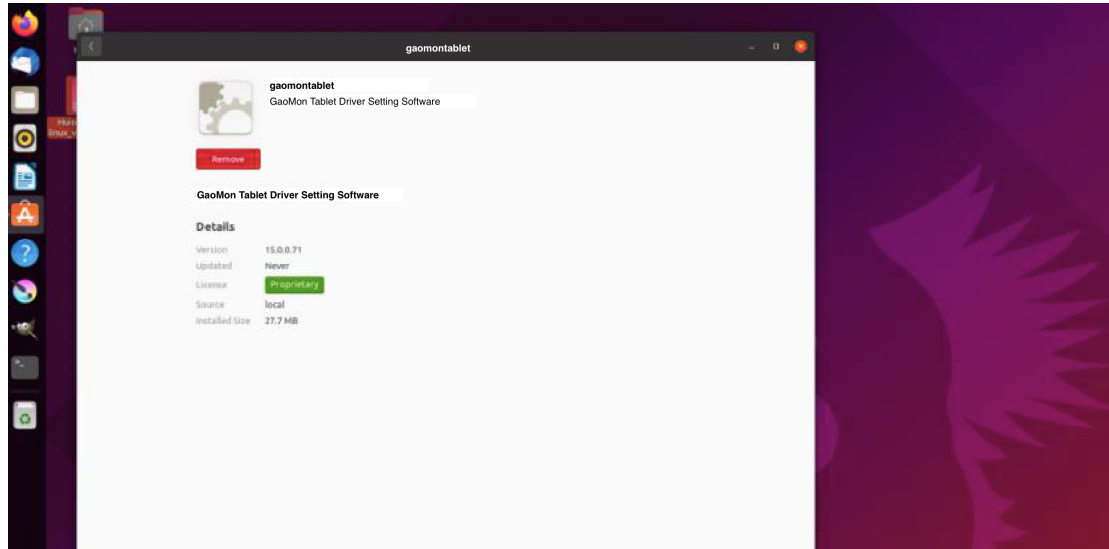 gaomontablet
gaomontablet
GaoMon Tablet Driver Setting Software
Remove
GaoMon Tablet Driver Setting Software
Details
Version 15.0.0.71
Updated Never
License Proprietary
Source local
Installed Size 27.7 MB